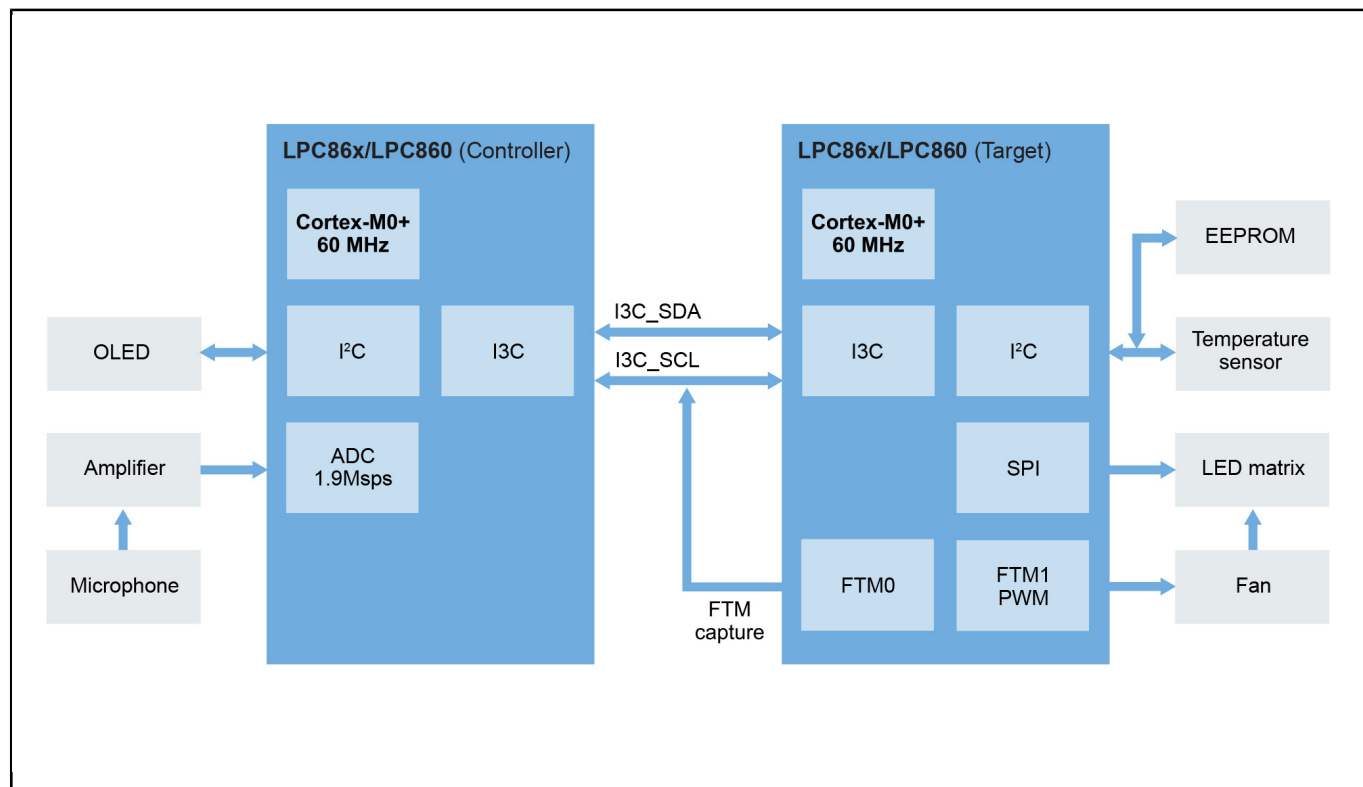 LPC86x/LPC860 (Controller)
Cortex-M0+
60 MHz
I²C
I3C
ADC
1.9Msps
OLED
Amplifier
Microphone
I3C_SDA
I3C_SCL
FTM
capture
LPC86x/LPC860 (Target)
Cortex-M0+
60 MHz
I3C
I²C
SPI
FTM0
FTM1
PWM
EEPROM
Temperature
sensor
LED matrix
Fan